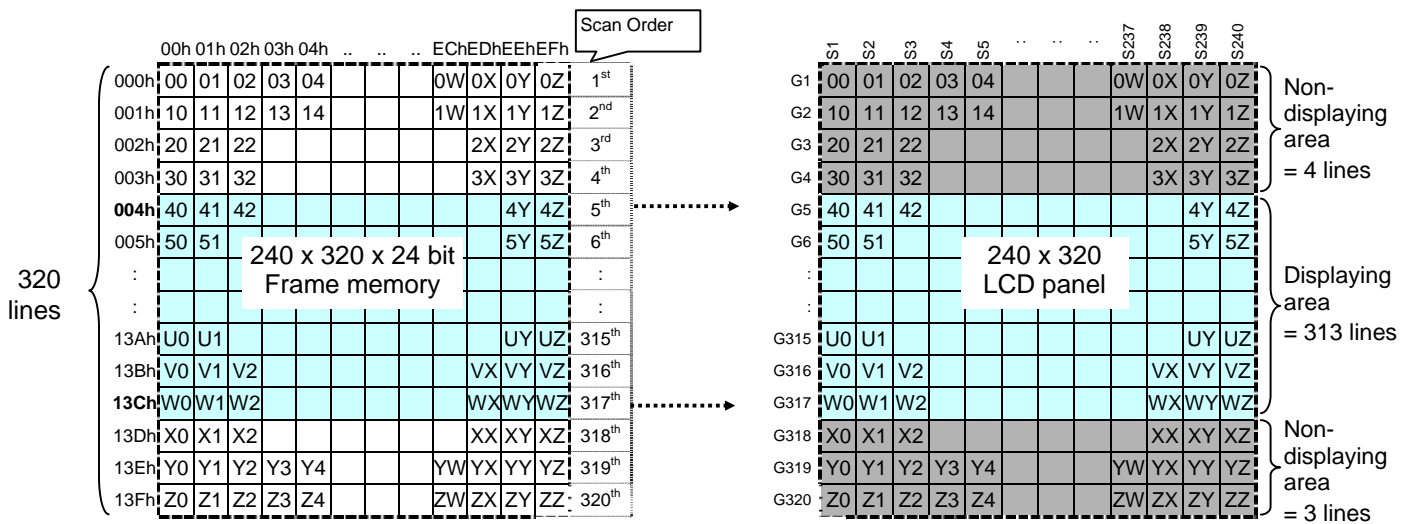 Scan Order
00h 01h 02h 03h 04h .. .. .. ECh EDh EEh EFh
000h 00 01 02 03 04 0W 0X 0Y 0Z 1st
001h 10 11 12 13 14 1W 1X 1Y 1Z 2nd
002h 20 21 22 2X 2Y 2Z 3rd
003h 30 31 32 3X 3Y 3Z 4th
004h 40 41 42 4Y 4Z 5th
005h 50 51 5Y 5Z 6th
: :
: :
13Ah U0 U1 UY UZ 315th
13Bh V0 V1 V2 VX VY VZ 316th
13Ch W0 W1 W2 WX WY WZ 317th
13Dh X0 X1 X2 XX XY XZ 318th
13Eh Y0 Y1 Y2 Y3 Y4 YW YX YY YZ 319th
13Fh Z0 Z1 Z2 Z3 Z4 ZW ZX ZY ZZ 320th
320
lines
240 x 320 x 24 bit
Frame memory
S1 S2 S3 S4 S5 : : : S237 S238 S239 S240
G1 00 01 02 03 04 0W 0X 0Y 0Z
G2 10 11 12 13 14 1W 1X 1Y 1Z
G3 20 21 22 2X 2Y 2Z
G4 30 31 32 3X 3Y 3Z
G5 40 41 42 4Y 4Z
G6 50 51 5Y 5Z
:
:
G315 U0 U1 UY UZ
G316 V0 V1 V2 VX VY VZ
G317 W0 W1 W2 WX WY WZ
G318 X0 X1 X2 XX XY XZ
G319 Y0 Y1 Y2 Y3 Y4 YW YX YY YZ
G320 Z0 Z1 Z2 Z3 Z4 ZW ZX ZY ZZ
240 x 320
LCD panel
Non-
displaying
area
= 4 lines
Displaying
area
= 313 lines
Non-
displaying
area
= 3 lines